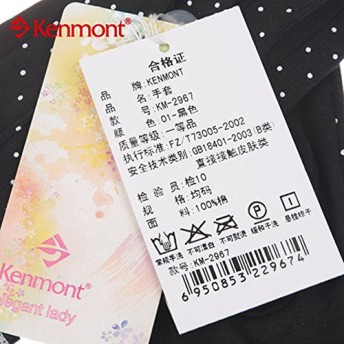 Kenmont
合格证
品 牌:KENMONT
品 名:手套
款 号:KM-2967
颜 色:01-黑色
质量等级:一等品
执行标准:FZ/T73005-2002
安全技术类别:GB18401-2003(B类)
直接接触皮肤类
检验员:检10
规 格:均码
面 料:100%棉
常规手洗 不可漂白 不可熨烫 缓和干洗 悬挂晾干
款号:KM-2967
6950853229674
Kenmont
elegant lady